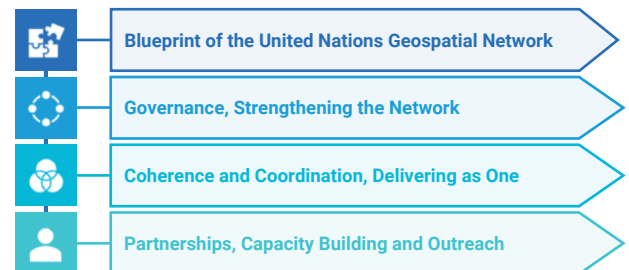 Blueprint of the United Nations Geospatial Network
Governance, Strengthening the Network
Coherence and Coordination, Delivering as One
Partnerships, Capacity Building and Outreach